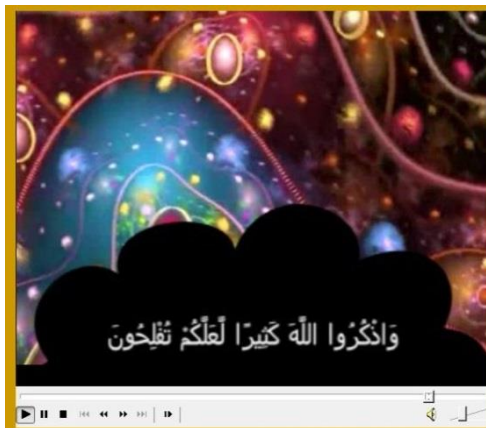 وَاذْكُرُوا اللَّهَ كَثِيرًا لَّعَلَّكُمْ تُفْلِحُونَ